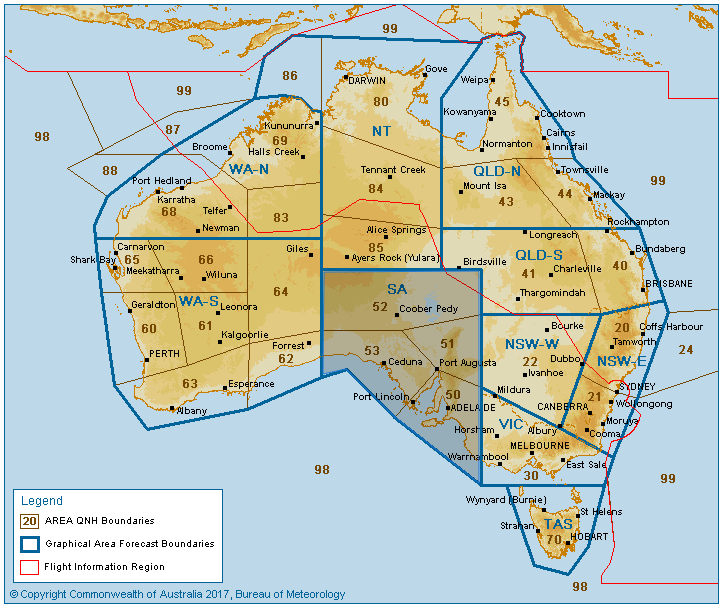 99
86
99
98
87
88
DARWIN
Gove
Weipa
80
45
Kununurra
NT
Kowanyama
Cooktown
69
Cairns
Broome
Halls Creek
Normanton
Innisfail
WA-N
Tennant Creek
QLD-N
Townsville
Port Hedland
84
Mount Isa
44
99
Karratha
Mackay
68
Telfer
83
43
Newman
Alice Springs
Longreach
Rockhampton
Carnarvon
Giles
85
QLD-S
Bundaberg
Shark Bay
65
66
Ayers Rock (Yulara)
Birdsville
40
Meekatharra
Wiluna
41
Charleville
SA
BRISBANE
64
Thargomindah
WA-S
Geraldton
Leonora
52
Coober Pedy
60
61
Bourke
20
Coffs Harbour
Kalgoorlie
NSW-W
Tamworth
Forrest
51
24
PERTH
62
53
Ceduna
Port Augusta
Dubbo
NSW-E
22
Ivanhoe
63
Esperance
Mildura
SYDNEY
Port Lincoln
50
21
Wollongong
Albany
ADELAIDE
CANBERRA
VIC
Moruya
Horsham
Albury
Cooma
MELBOURNE
Warrnambool
East Sale
98
30
99
Wynyard (Burnie)
St Helens
Strahan
TAS
70
HOBART
98
Legend
20 AREA QNH Boundaries
Graphical Area Forecast Boundaries
Flight Information Region
© Copyright Commonwealth of Australia 2017, Bureau of Meteorology